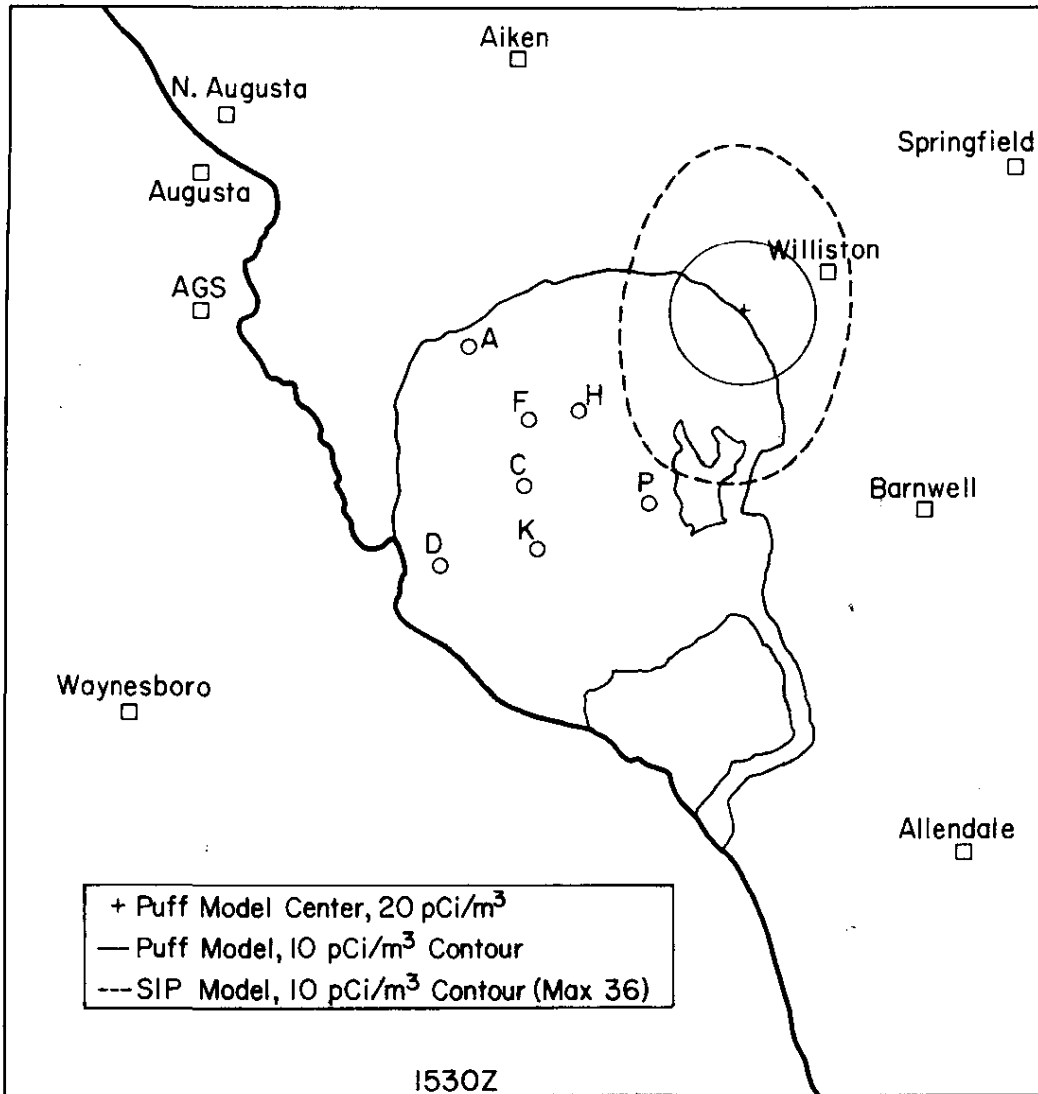 Aiken
N. Augusta
Springfield
Augusta
Williston
AGS
A
F
H
C
P
Barnwell
D
K
Waynesboro
Allendale
+ Puff Model Center, 20 pCi/m³
— Puff Model, 10 pCi/m³ Contour
--- SIP Model, 10 pCi/m³ Contour (Max 36)
1530Z